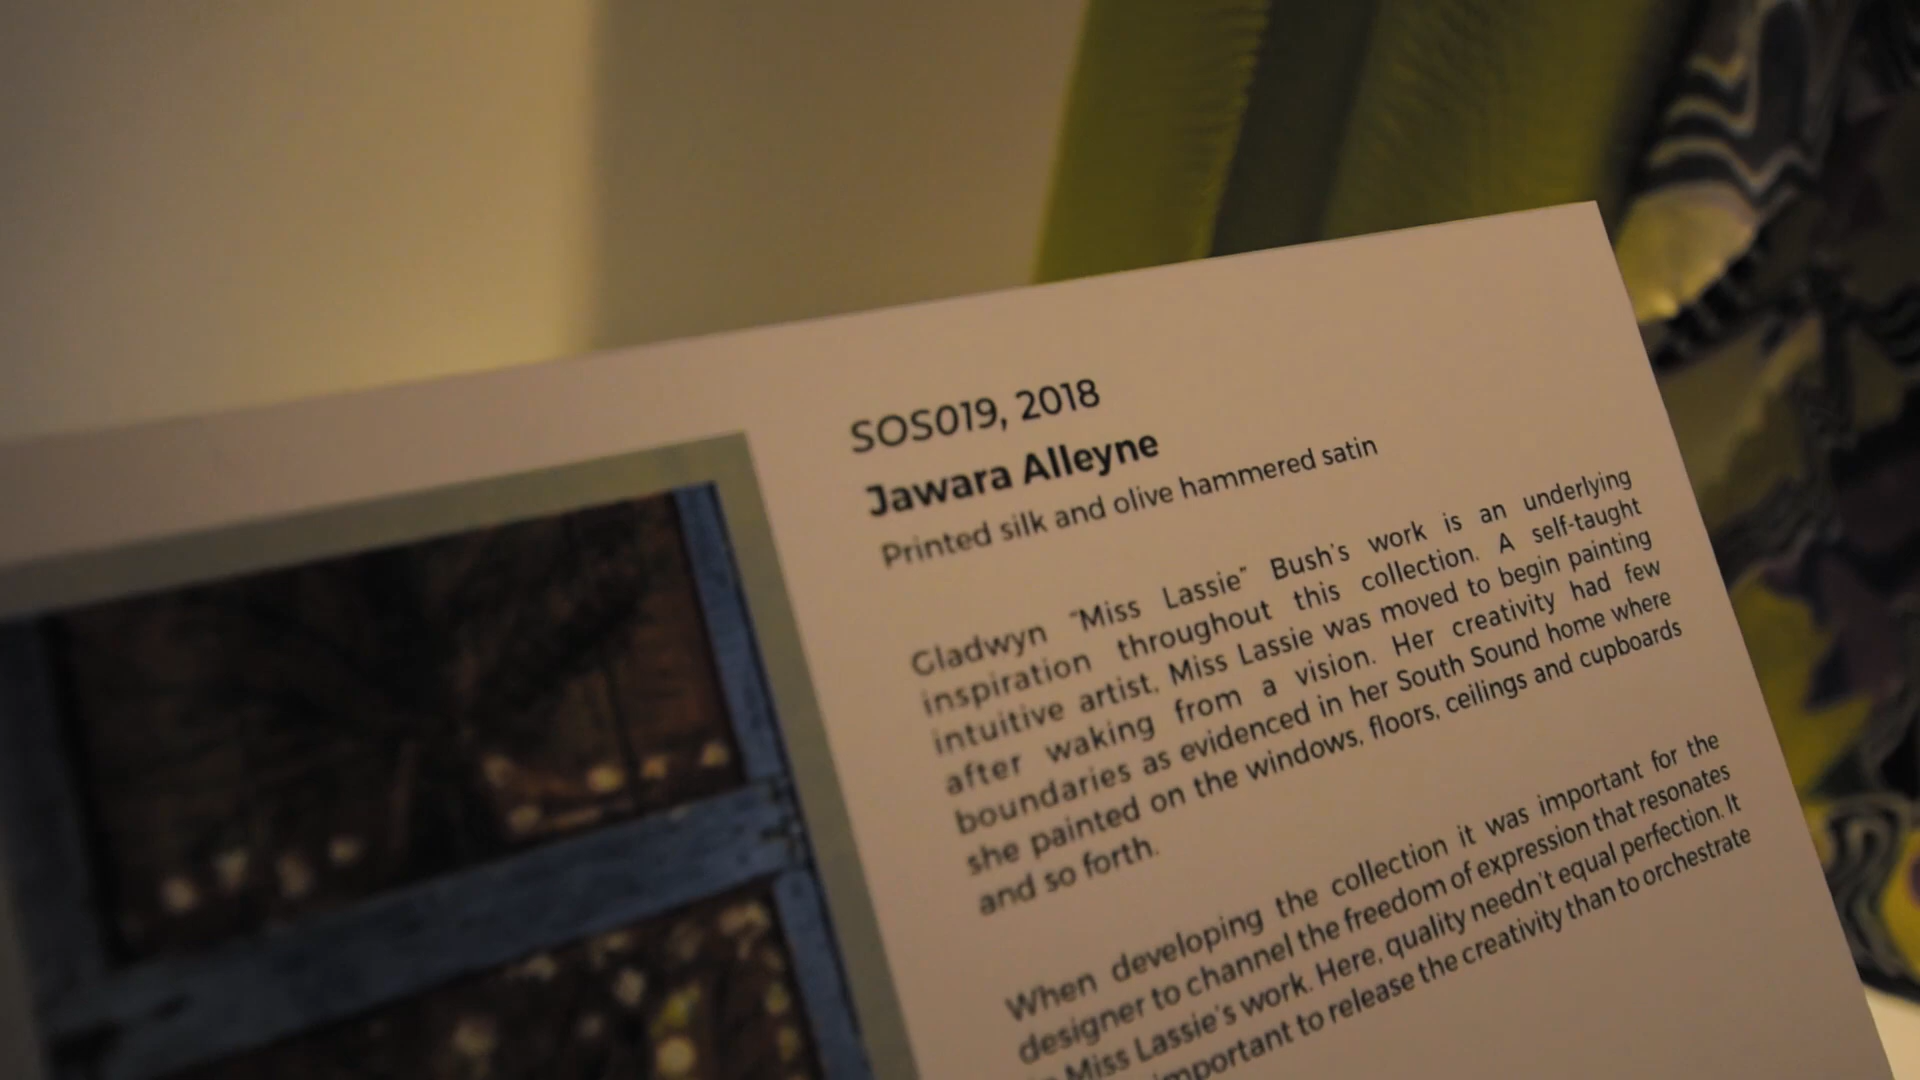 SOS019, 2018
Jawara Alleyne
Printed silk and olive hammered satin
Gladwyn "Miss Lassie" Bush's work is an underlying
inspiration throughout this collection. A self-taught
intuitive artist, Miss Lassie was moved to begin painting
after waking from a vision. Her creativity had few
boundaries as evidenced in her South Sound home where
she painted on the windows, floors, ceilings and cupboards
and so forth.
When developing the collection it was important for the
designer to channel the freedom of expression that resonates
Miss Lassie's work. Here, quality needn't equal perfection. It
important to release the creativity than to orchestrate